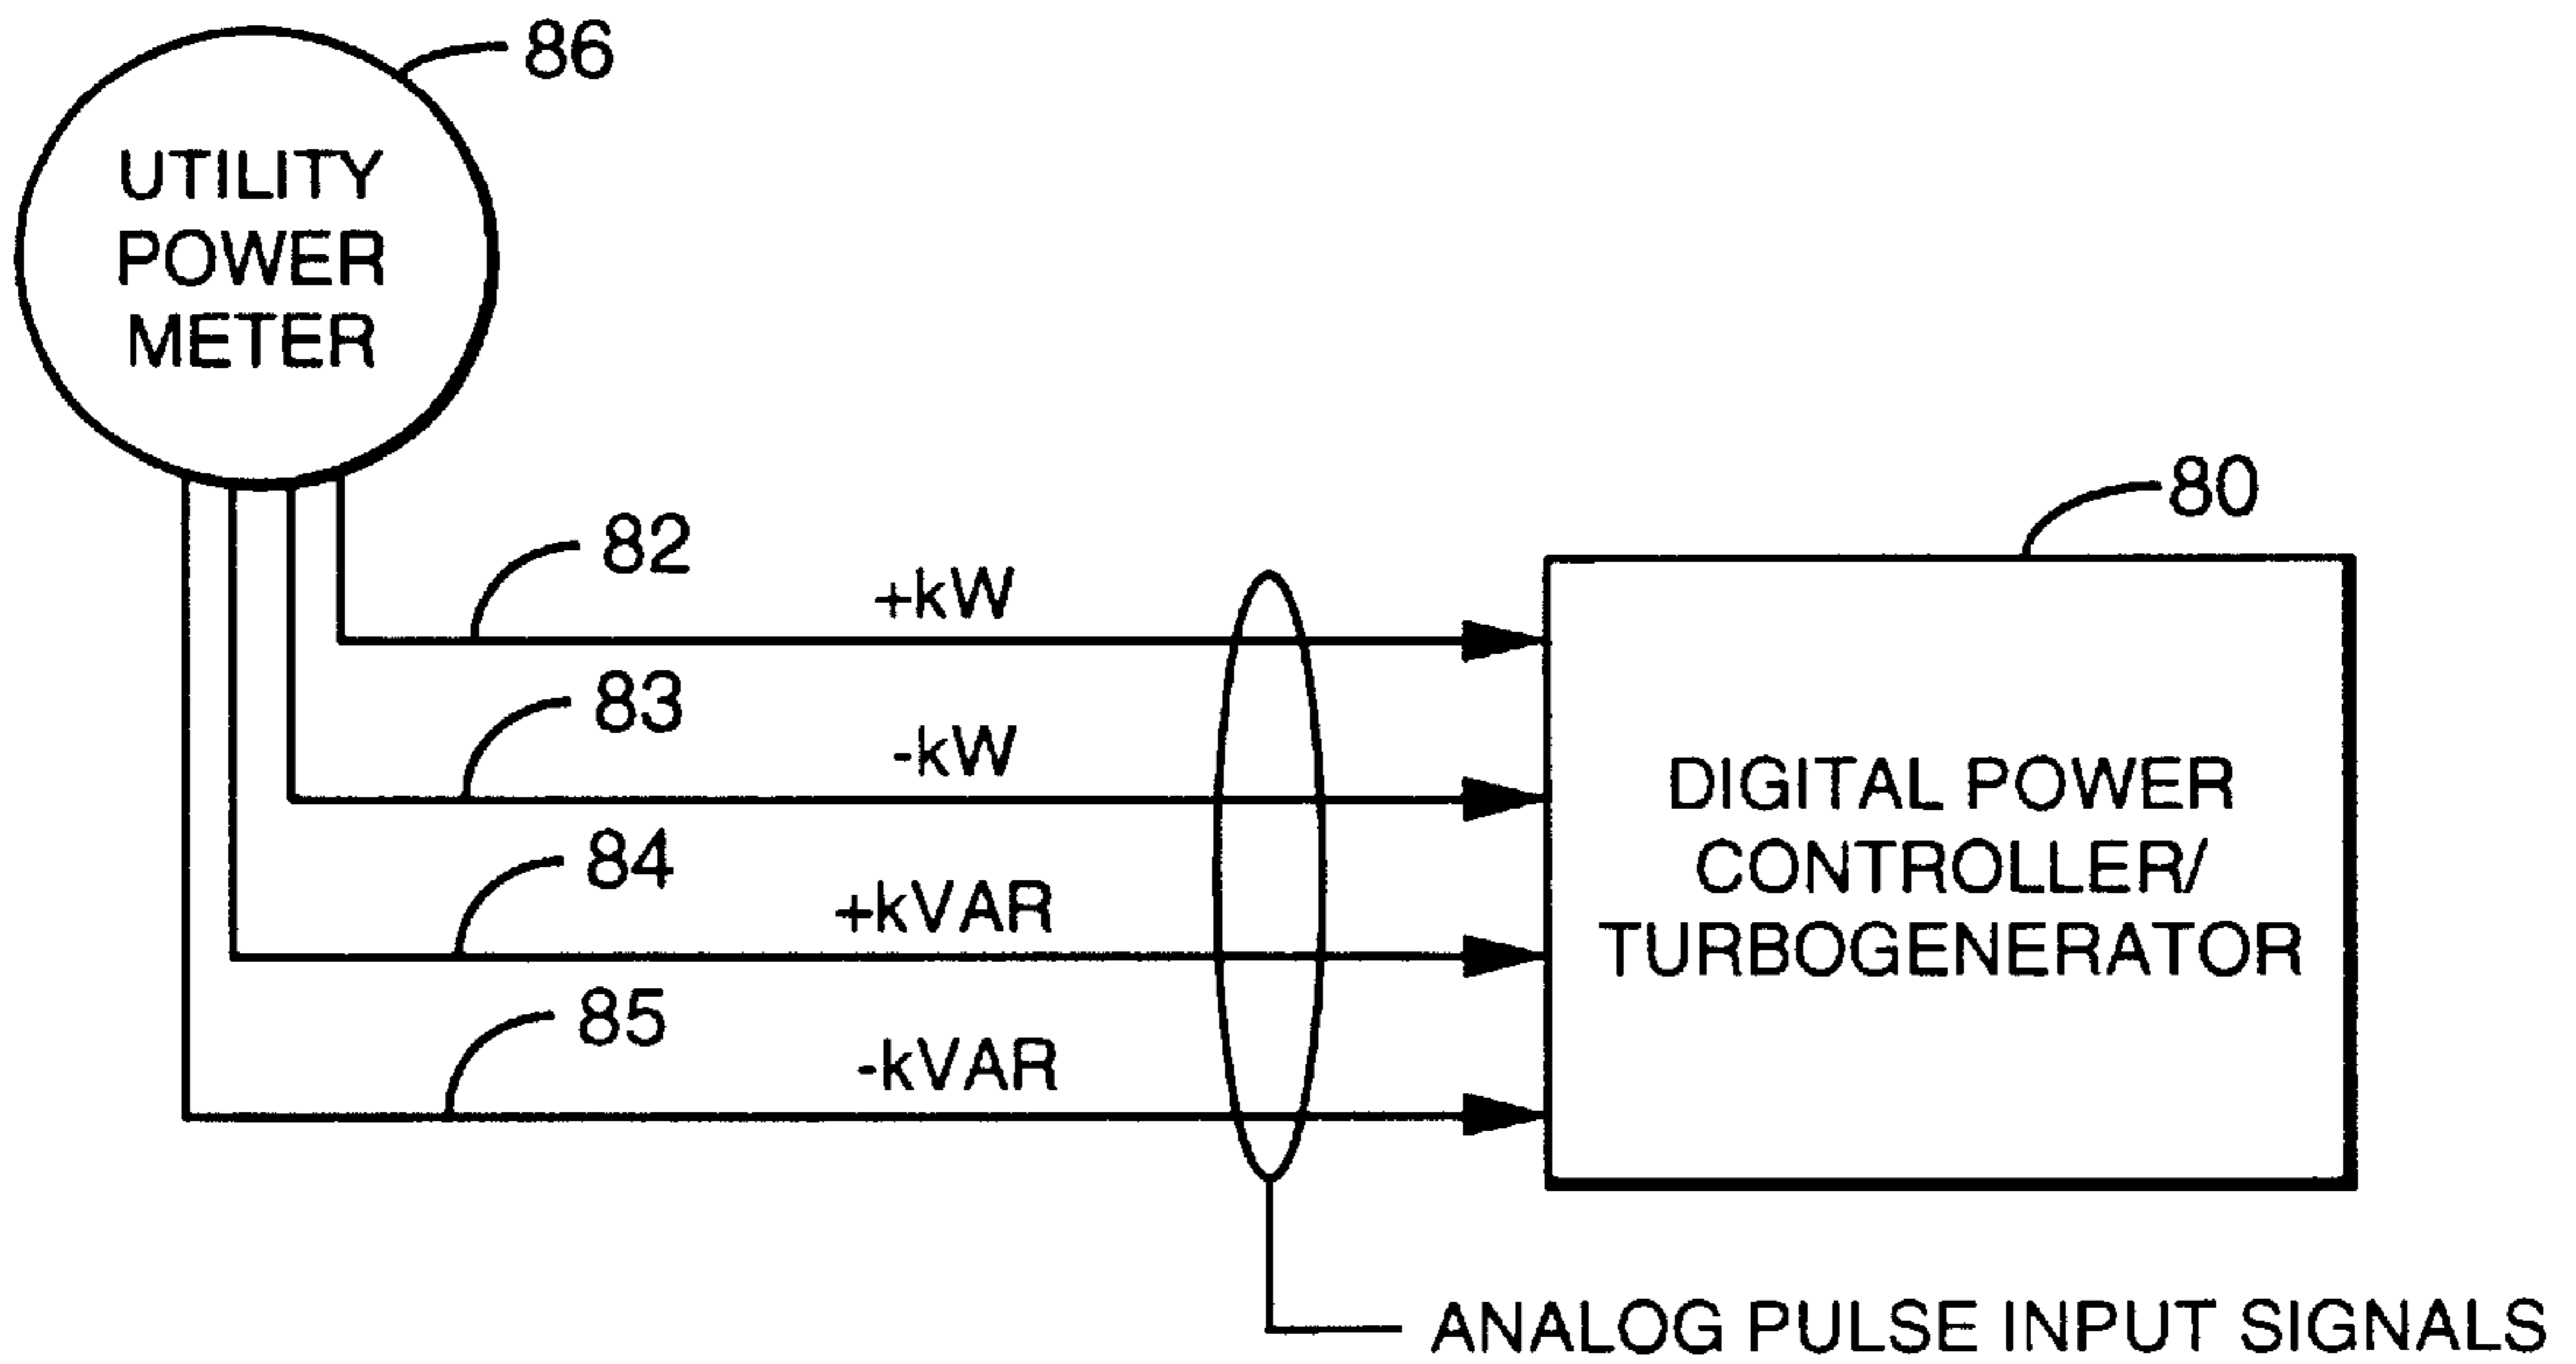 86
UTILITY
POWER
METER
80
82
+kW
83
-kW
84
+kVAR
85
-kVAR
DIGITAL POWER
CONTROLLER/
TURBOGENERATOR
ANALOG PULSE INPUT SIGNALS